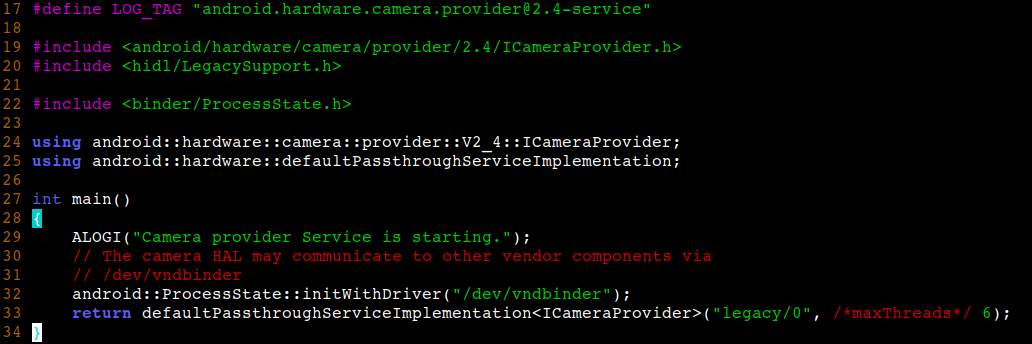 17 #define LOG_TAG "android.hardware.camera.provider@2.4-service"
18
19 #include <android/hardware/camera/provider/2.4/ICameraProvider.h>
20 #include <hidl/LegacySupport.h>
21
22 #include <binder/ProcessState.h>
23
24 using android::hardware::camera::provider::V2_4::ICameraProvider;
25 using android::hardware::defaultPassthroughServiceImplementation;
26
27 int main()
28 {
29     ALOGI("Camera provider Service is starting.");
30     // The camera HAL may communicate to other vendor components via
31     // /dev/vndbinder
32     android::ProcessState::initWithDriver("/dev/vndbinder");
33     return defaultPassthroughServiceImplementation<ICameraProvider>("legacy/0", /*maxThreads*/ 6);
34 }